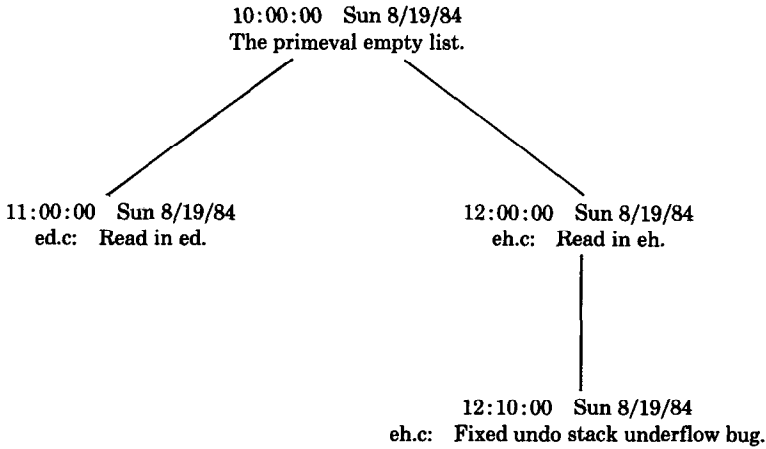 10:00:00 Sun 8/19/84
The primeval empty list.
11:00:00 Sun 8/19/84
ed.c: Read in ed.
12:00:00 Sun 8/19/84
eh.c: Read in eh.
12:10:00 Sun 8/19/84
eh.c: Fixed undo stack underflow bug.